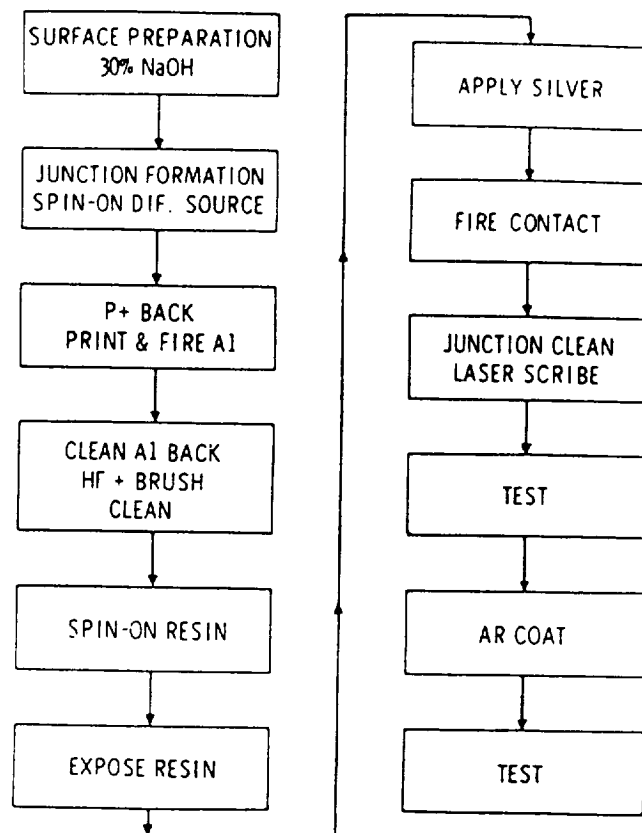 SURFACE PREPARATION
30% NaOH
JUNCTION FORMATION
SPIN-ON DIF. SOURCE
P+ BACK
PRINT & FIRE Al
CLEAN Al BACK
HF + BRUSH
CLEAN
SPIN-ON RESIN
EXPOSE RESIN
APPLY SILVER
FIRE CONTACT
JUNCTION CLEAN
LASER SCRIBE
TEST
AR COAT
TEST